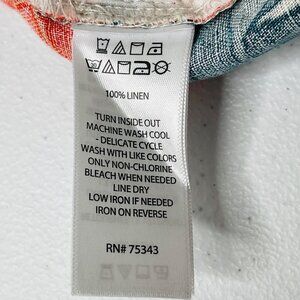 100% LINEN
TURN INSIDE OUT
MACHINE WASH COOL
- DELICATE CYCLE
WASH WITH LIKE COLORS
ONLY NON-CHLORINE
BLEACH WHEN NEEDED
LINE DRY
LOW IRON IF NEEDED
IRON ON REVERSE
RN# 75343